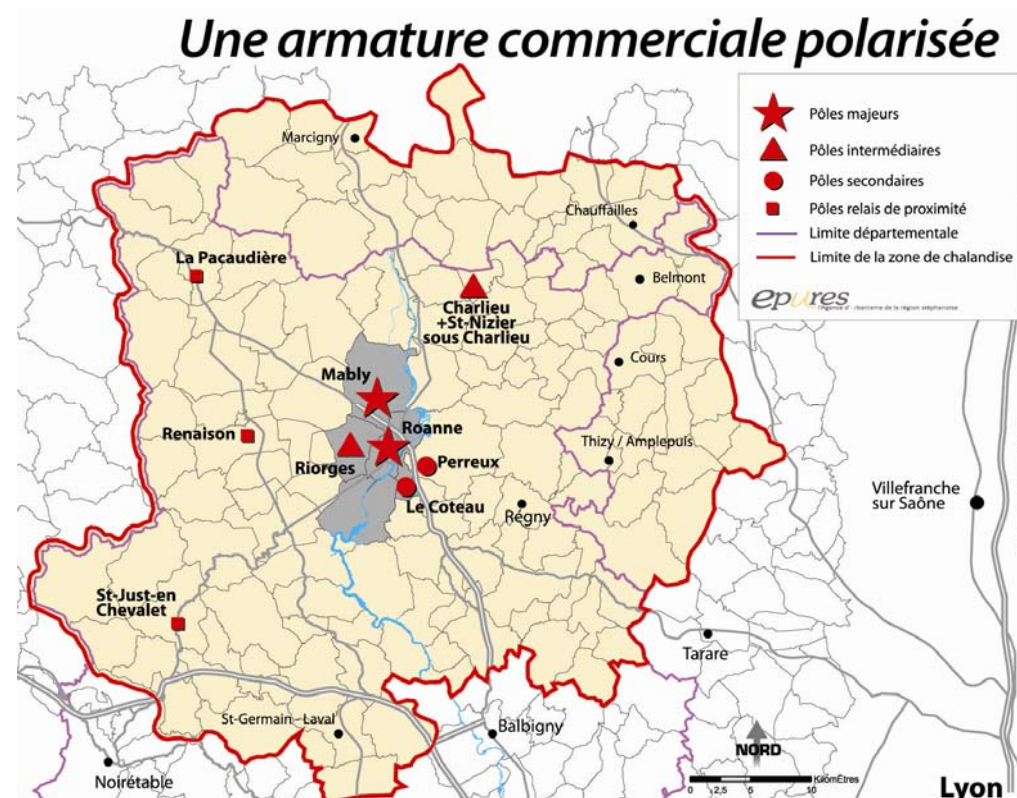 Une armature commerciale polarisée
Pôles majeurs
Pôles intermédiaires
Pôles secondaires
Pôles relais de proximité
Limite départementale
Limite de la zone de chalandise
epures
Marcigny
Chauffailles
La Pacaudière
Belmont
Charlieu
+St-Nizier
sous Charlieu
Cours
Mably
Roanne
Renaison
Riorges
Thizy / Amplepuis
Perreux
Le Coteau
Régny
Villefranche
sur Saône
St-Just-en
Chevalet
Tarare
St-Germain - Laval
Balbigny
NORD
Noirétable
0 2,5 5 10
KilomÈtres
Lyon